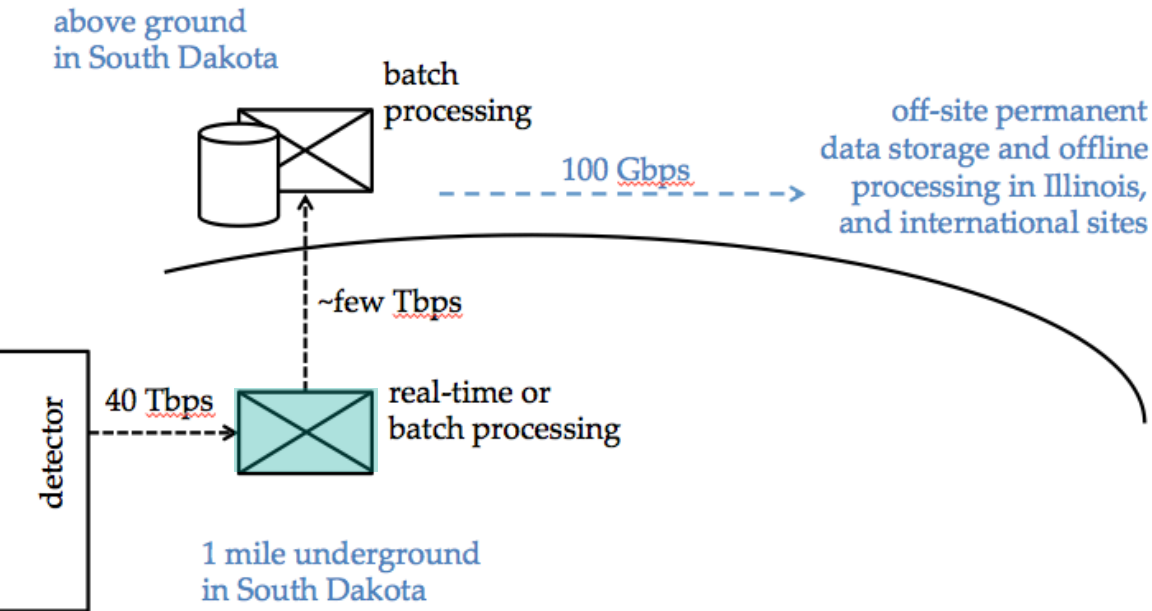 above ground
in South Dakota
batch
processing
off-site permanent
data storage and offline
processing in Illinois,
and international sites
100 Gbps
~few Tbps
40 Tbps
real-time or
batch processing
detector
1 mile underground
in South Dakota